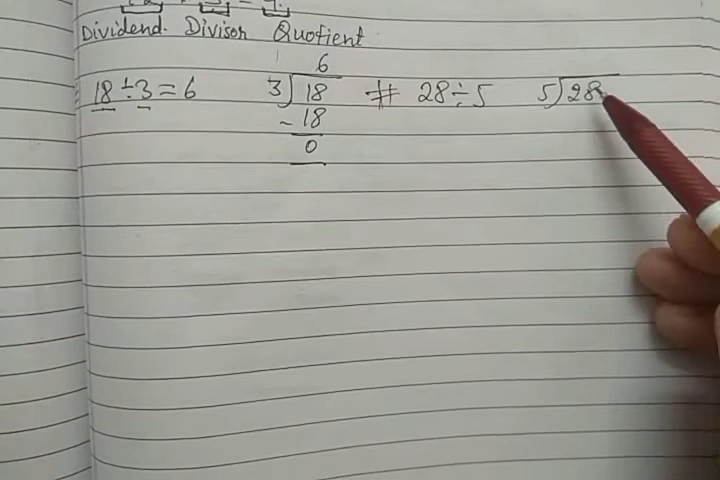 Dividend. Divisor Quotient
6
18 ÷ 3 = 6 3)18 # 28 ÷ 5 5)28
- 18
0